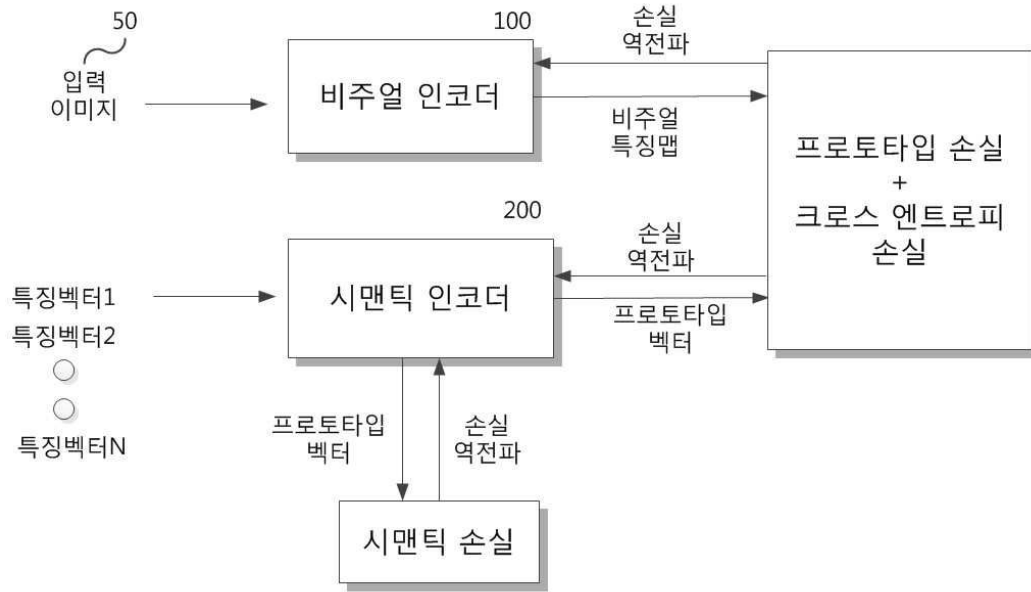 50
입력
이미지
100
비주얼 인코더
손실
역전파
비주얼
특징맵
프로토타입 손실
+
크로스 엔트로피
손실
200
시맨틱 인코더
손실
역전파
프로토타입
벡터
특징벡터1
특징벡터2
특징벡터N
프로토타입
벡터
손실
역전파
시맨틱 손실